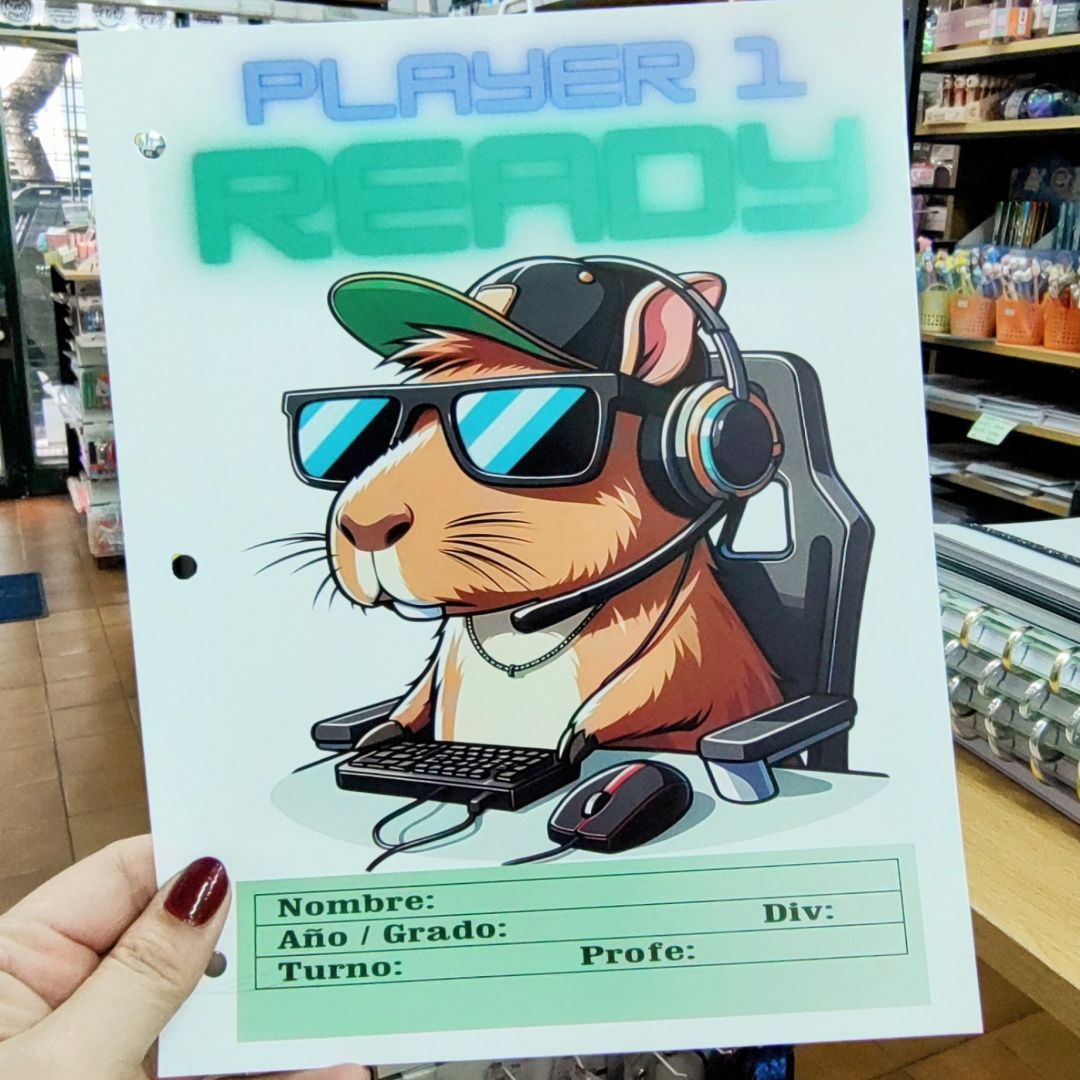 PLAYER 1
READY
Nombre:
Año / Grado: Div:
Turno: Profe: